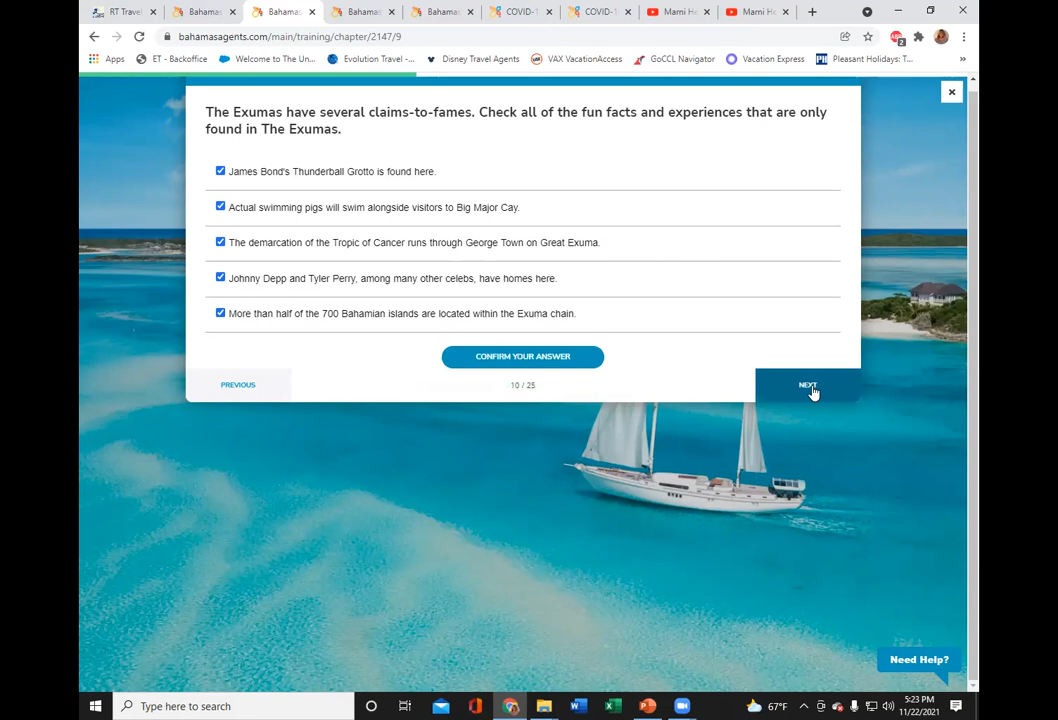 RT Travel
Bahamas
Bahamas
Bahamas
Bahamas
COVID-1
COVID-1
Marni He
Marni He
bahamasagents.com/main/training/chapter/2147/9
2
Apps
ET - Backoffice
Welcome to The Un...
Evolution Travel -...
Disney Travel Agents
VAX VacationAccess
GoCCL Navigator
Vacation Express
Pleasant Holidays: T...
The Exumas have several claims-to-fames. Check all of the fun facts and experiences that are only
found in The Exumas.
James Bond's Thunderball Grotto is found here.
Actual swimming pigs will swim alongside visitors to Big Major Cay.
The demarcation of the Tropic of Cancer runs through George Town on Great Exuma.
Johnny Depp and Tyler Perry, among many other celebs, have homes here.
More than half of the 700 Bahamian islands are located within the Exuma chain.
CONFIRM YOUR ANSWER
PREVIOUS
10 / 25
NEXT
Need Help?
Type here to search
67°F
5:23 PM
11/22/2021